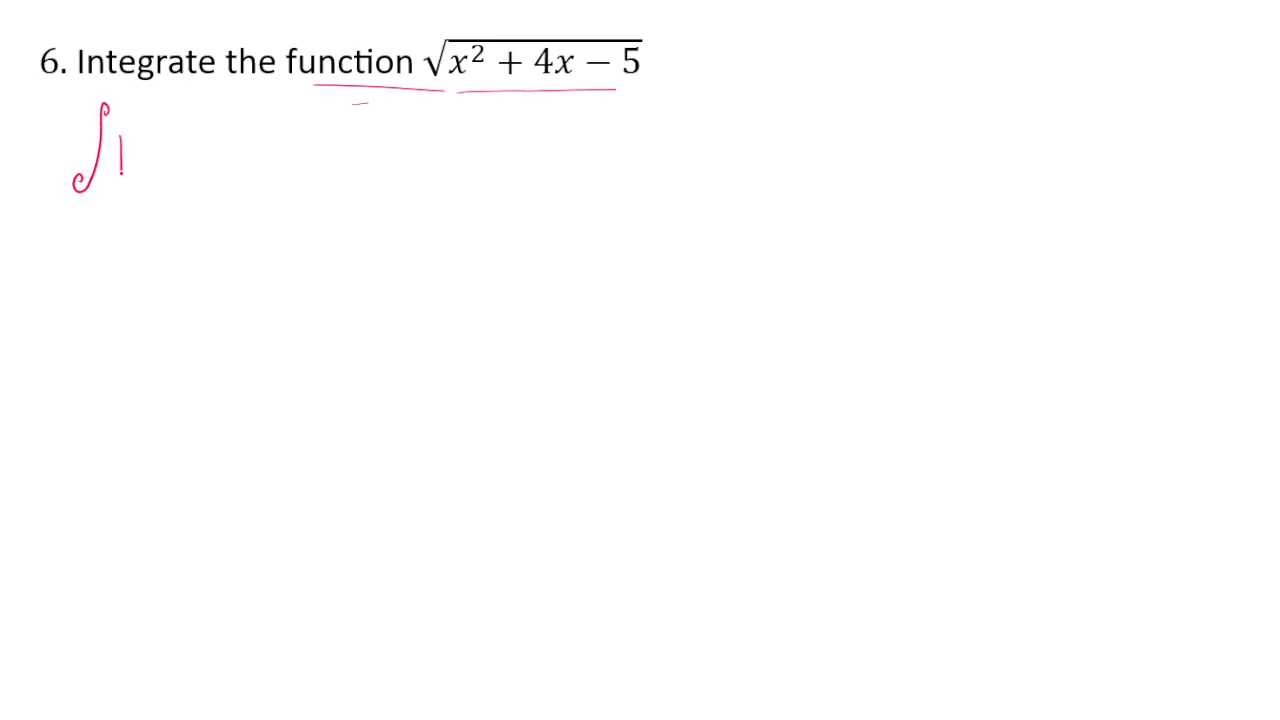 6. Integrate the function √x² + 4x − 5
∫